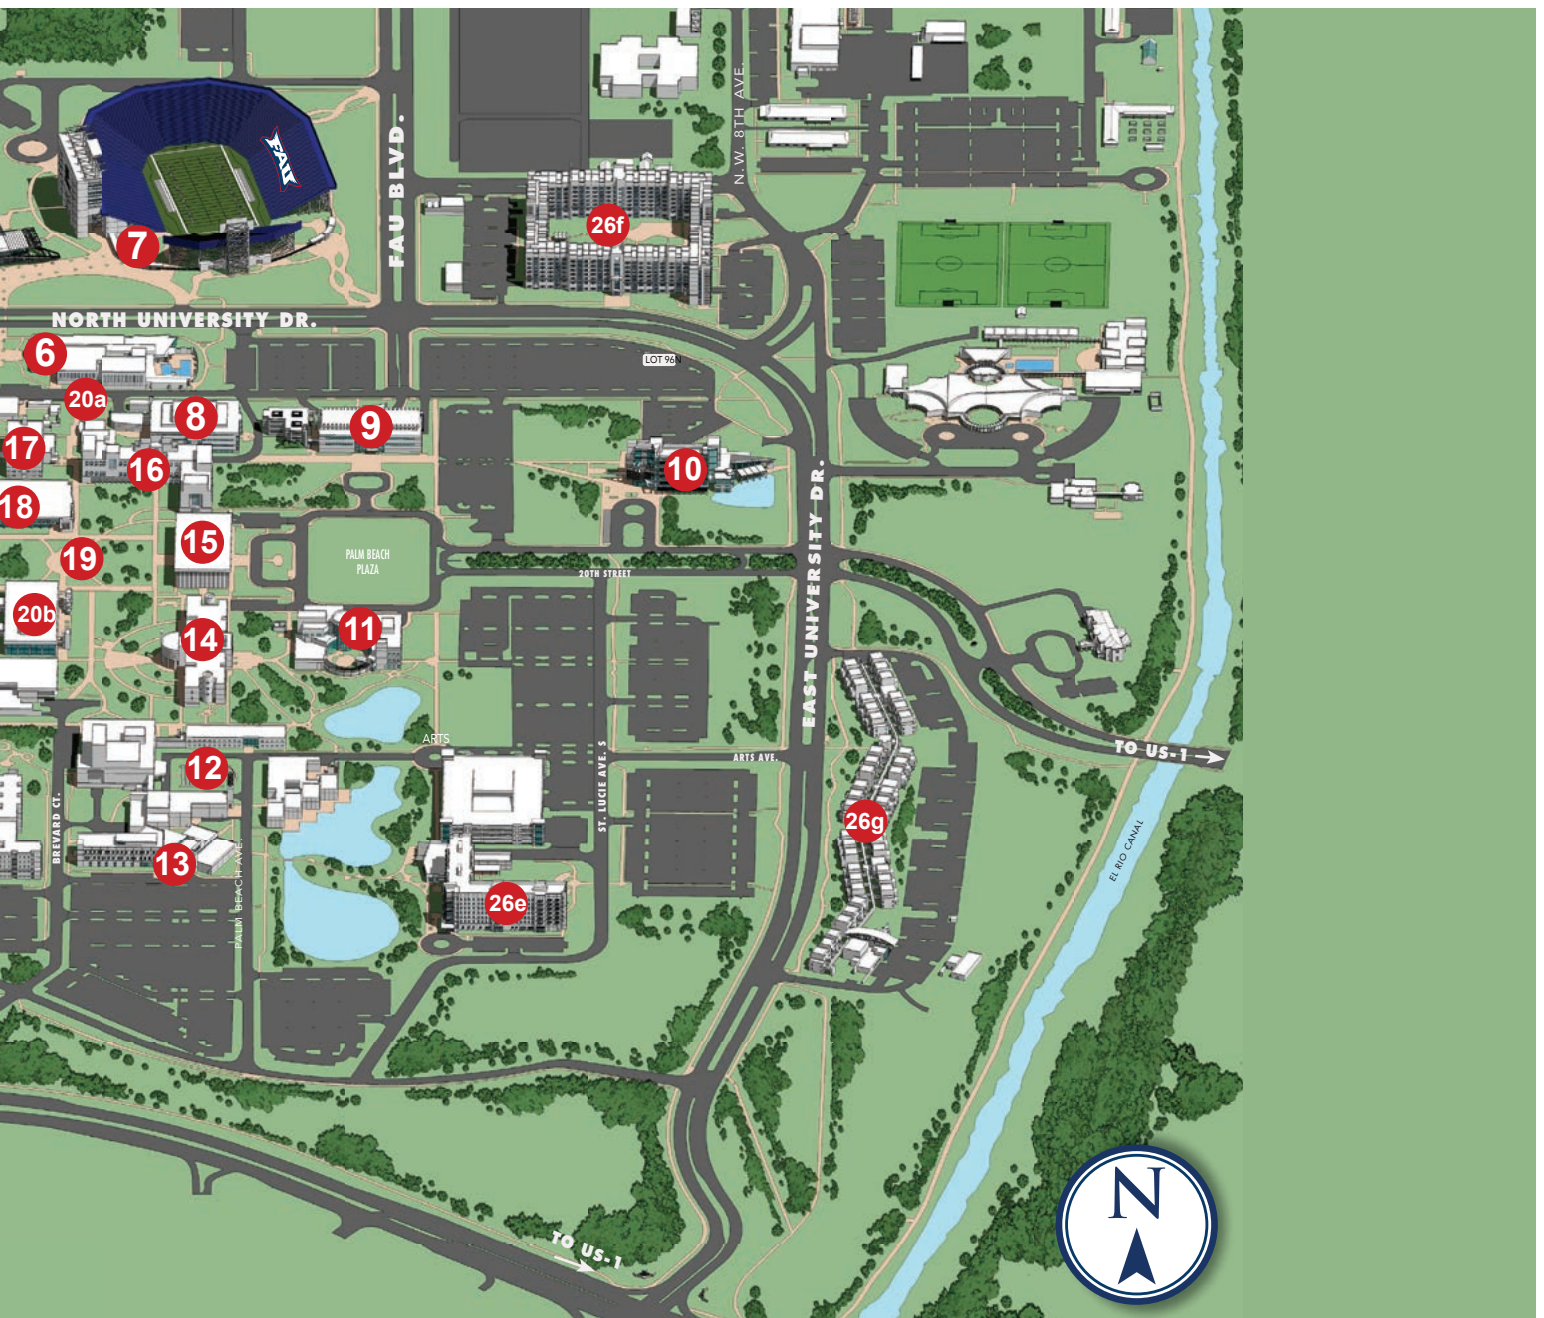 FAU
N.W. 8TH AVE.
FAU BLVD.
26f
7
NORTH UNIVERSITY DR.
6
LOT 96N
20a
8
9
17
16
10
18
15
19
PALM BEACH
PLAZA
20TH STREET
EAST UNIVERSITY DR.
20b
14
11
ARTS
ARTS AVE.
TO US-1
12
ST. LUCIE AVE. S
BREVARD CT.
13
PALM BEACH AVE.
26g
EL RIO CANAL
26e
N
TO US-1